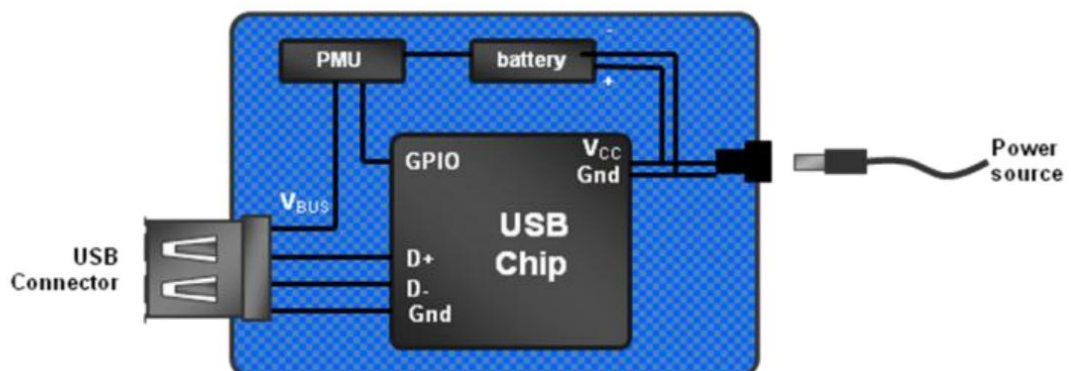 PMU
battery
-
+
GPIO
VCC
Gnd
Power
source
VBUS
USB
Chip
USB
Connector
D+
D-
Gnd